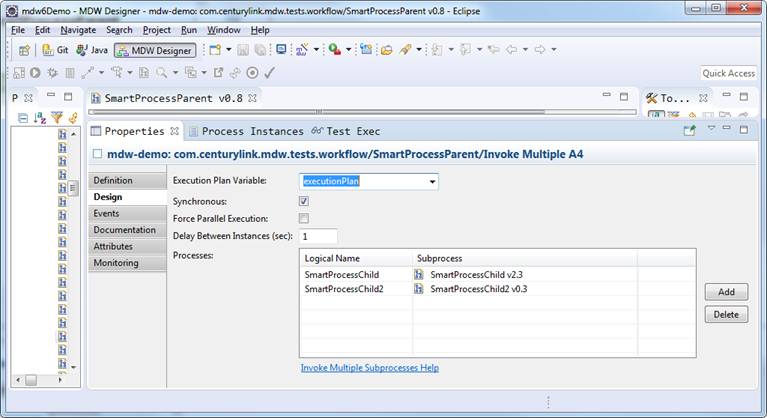 mdw6Demo - MDW Designer - mdw-demo: com.centurylink.mdw.tests.workflow/SmartProcessParent v0.8 - Eclipse
File Edit Navigate Search Project Run Window Help
Git Java MDW Designer
Quick Access
P SmartProcessParent v0.8 To...
Properties Process Instances Test Exec
mdw-demo: com.centurylink.mdw.tests.workflow/SmartProcessParent/Invoke Multiple A4
Definition
Design
Events
Documentation
Attributes
Monitoring
Execution Plan Variable: executionPlan
Synchronous:
Force Parallel Execution:
Delay Between Instances (sec): 1
Processes:
Logical Name Subprocess
SmartProcessChild SmartProcessChild v2.3
SmartProcessChild2 SmartProcessChild2 v0.3
Add
Delete
Invoke Multiple Subprocesses Help